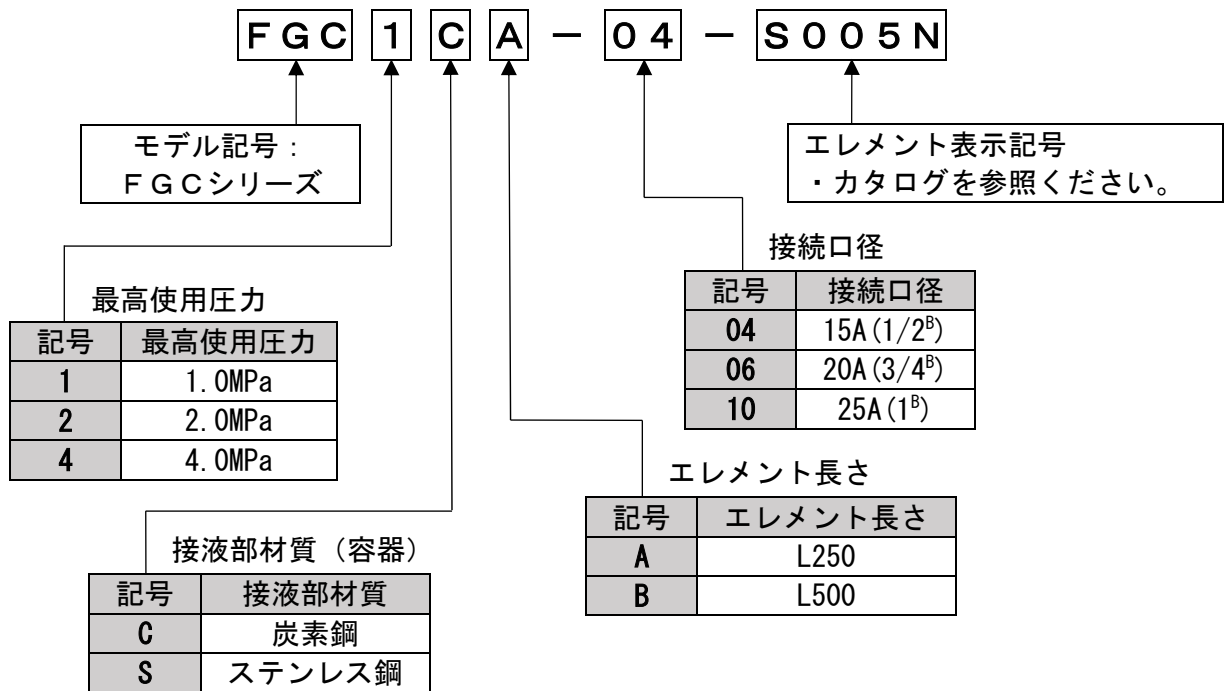 ＦＧＣ１ＣＡ－０４－Ｓ００５Ｎ
モデル記号：
ＦＧＣシリーズ
エレメント表示記号
・カタログを参照ください。
接続口径
記号 接続口径
04 15A(1/2ᴮ)
06 20A(3/4ᴮ)
10 25A(1ᴮ)
最高使用圧力
記号 最高使用圧力
1 1.0MPa
2 2.0MPa
4 4.0MPa
エレメント長さ
記号 エレメント長さ
A L250
B L500
接液部材質（容器）
記号 接液部材質
C 炭素鋼
S ステンレス鋼